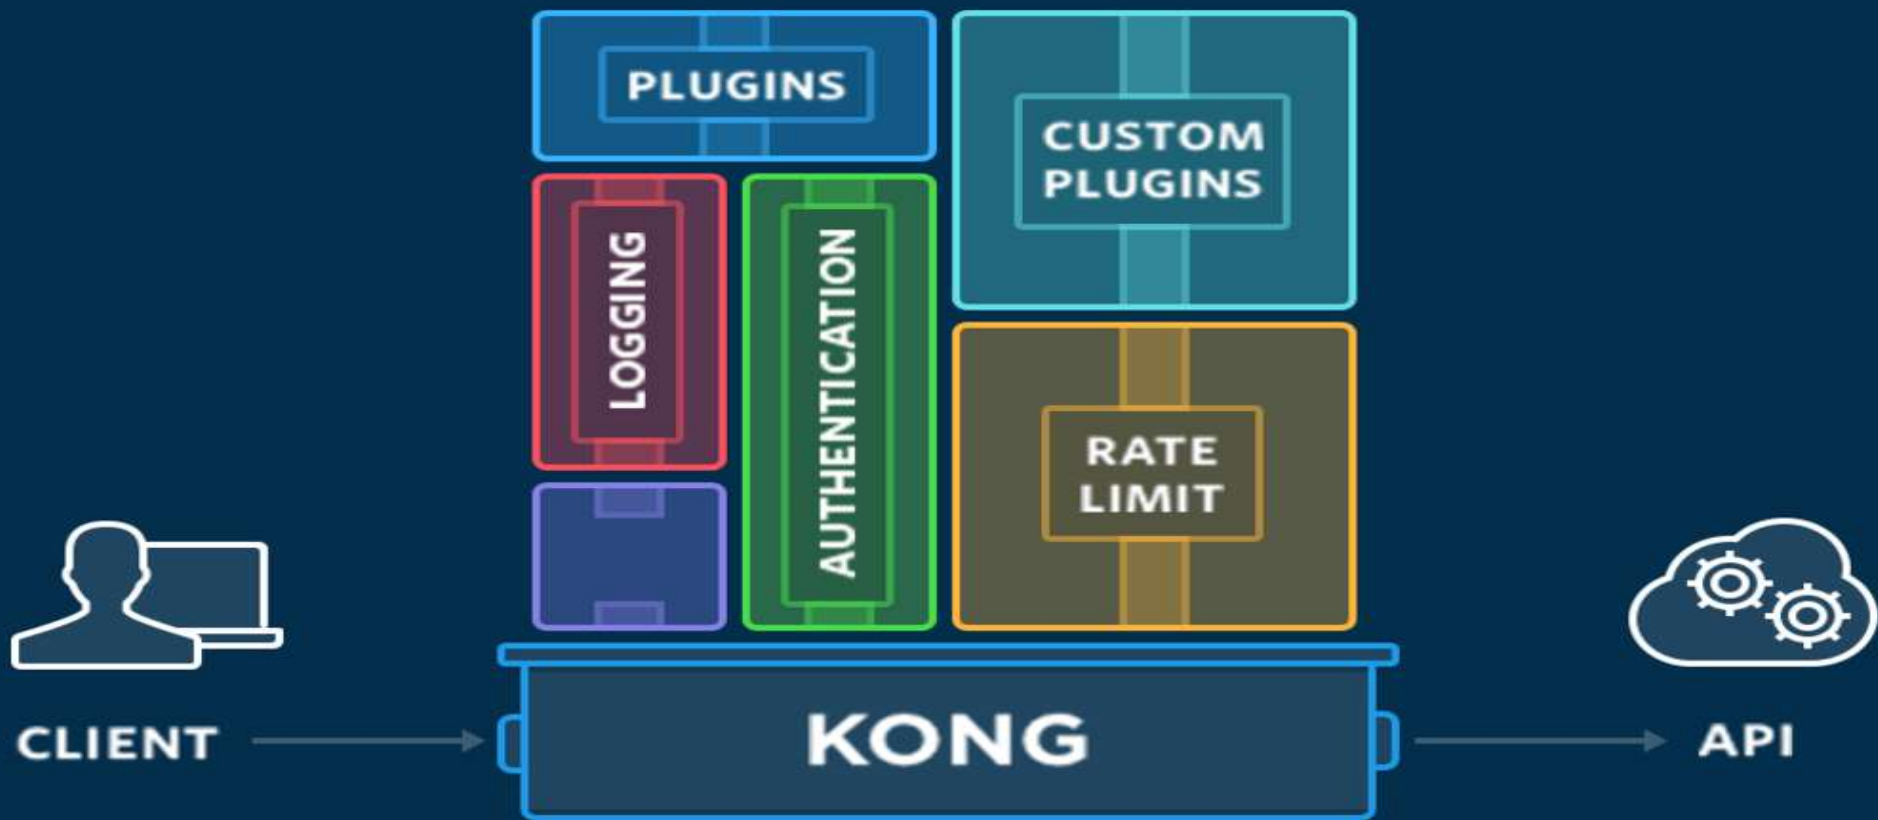 PLUGINS
CUSTOM
PLUGINS
LOGGING
AUTHENTICATION
RATE
LIMIT
CLIENT
KONG
API